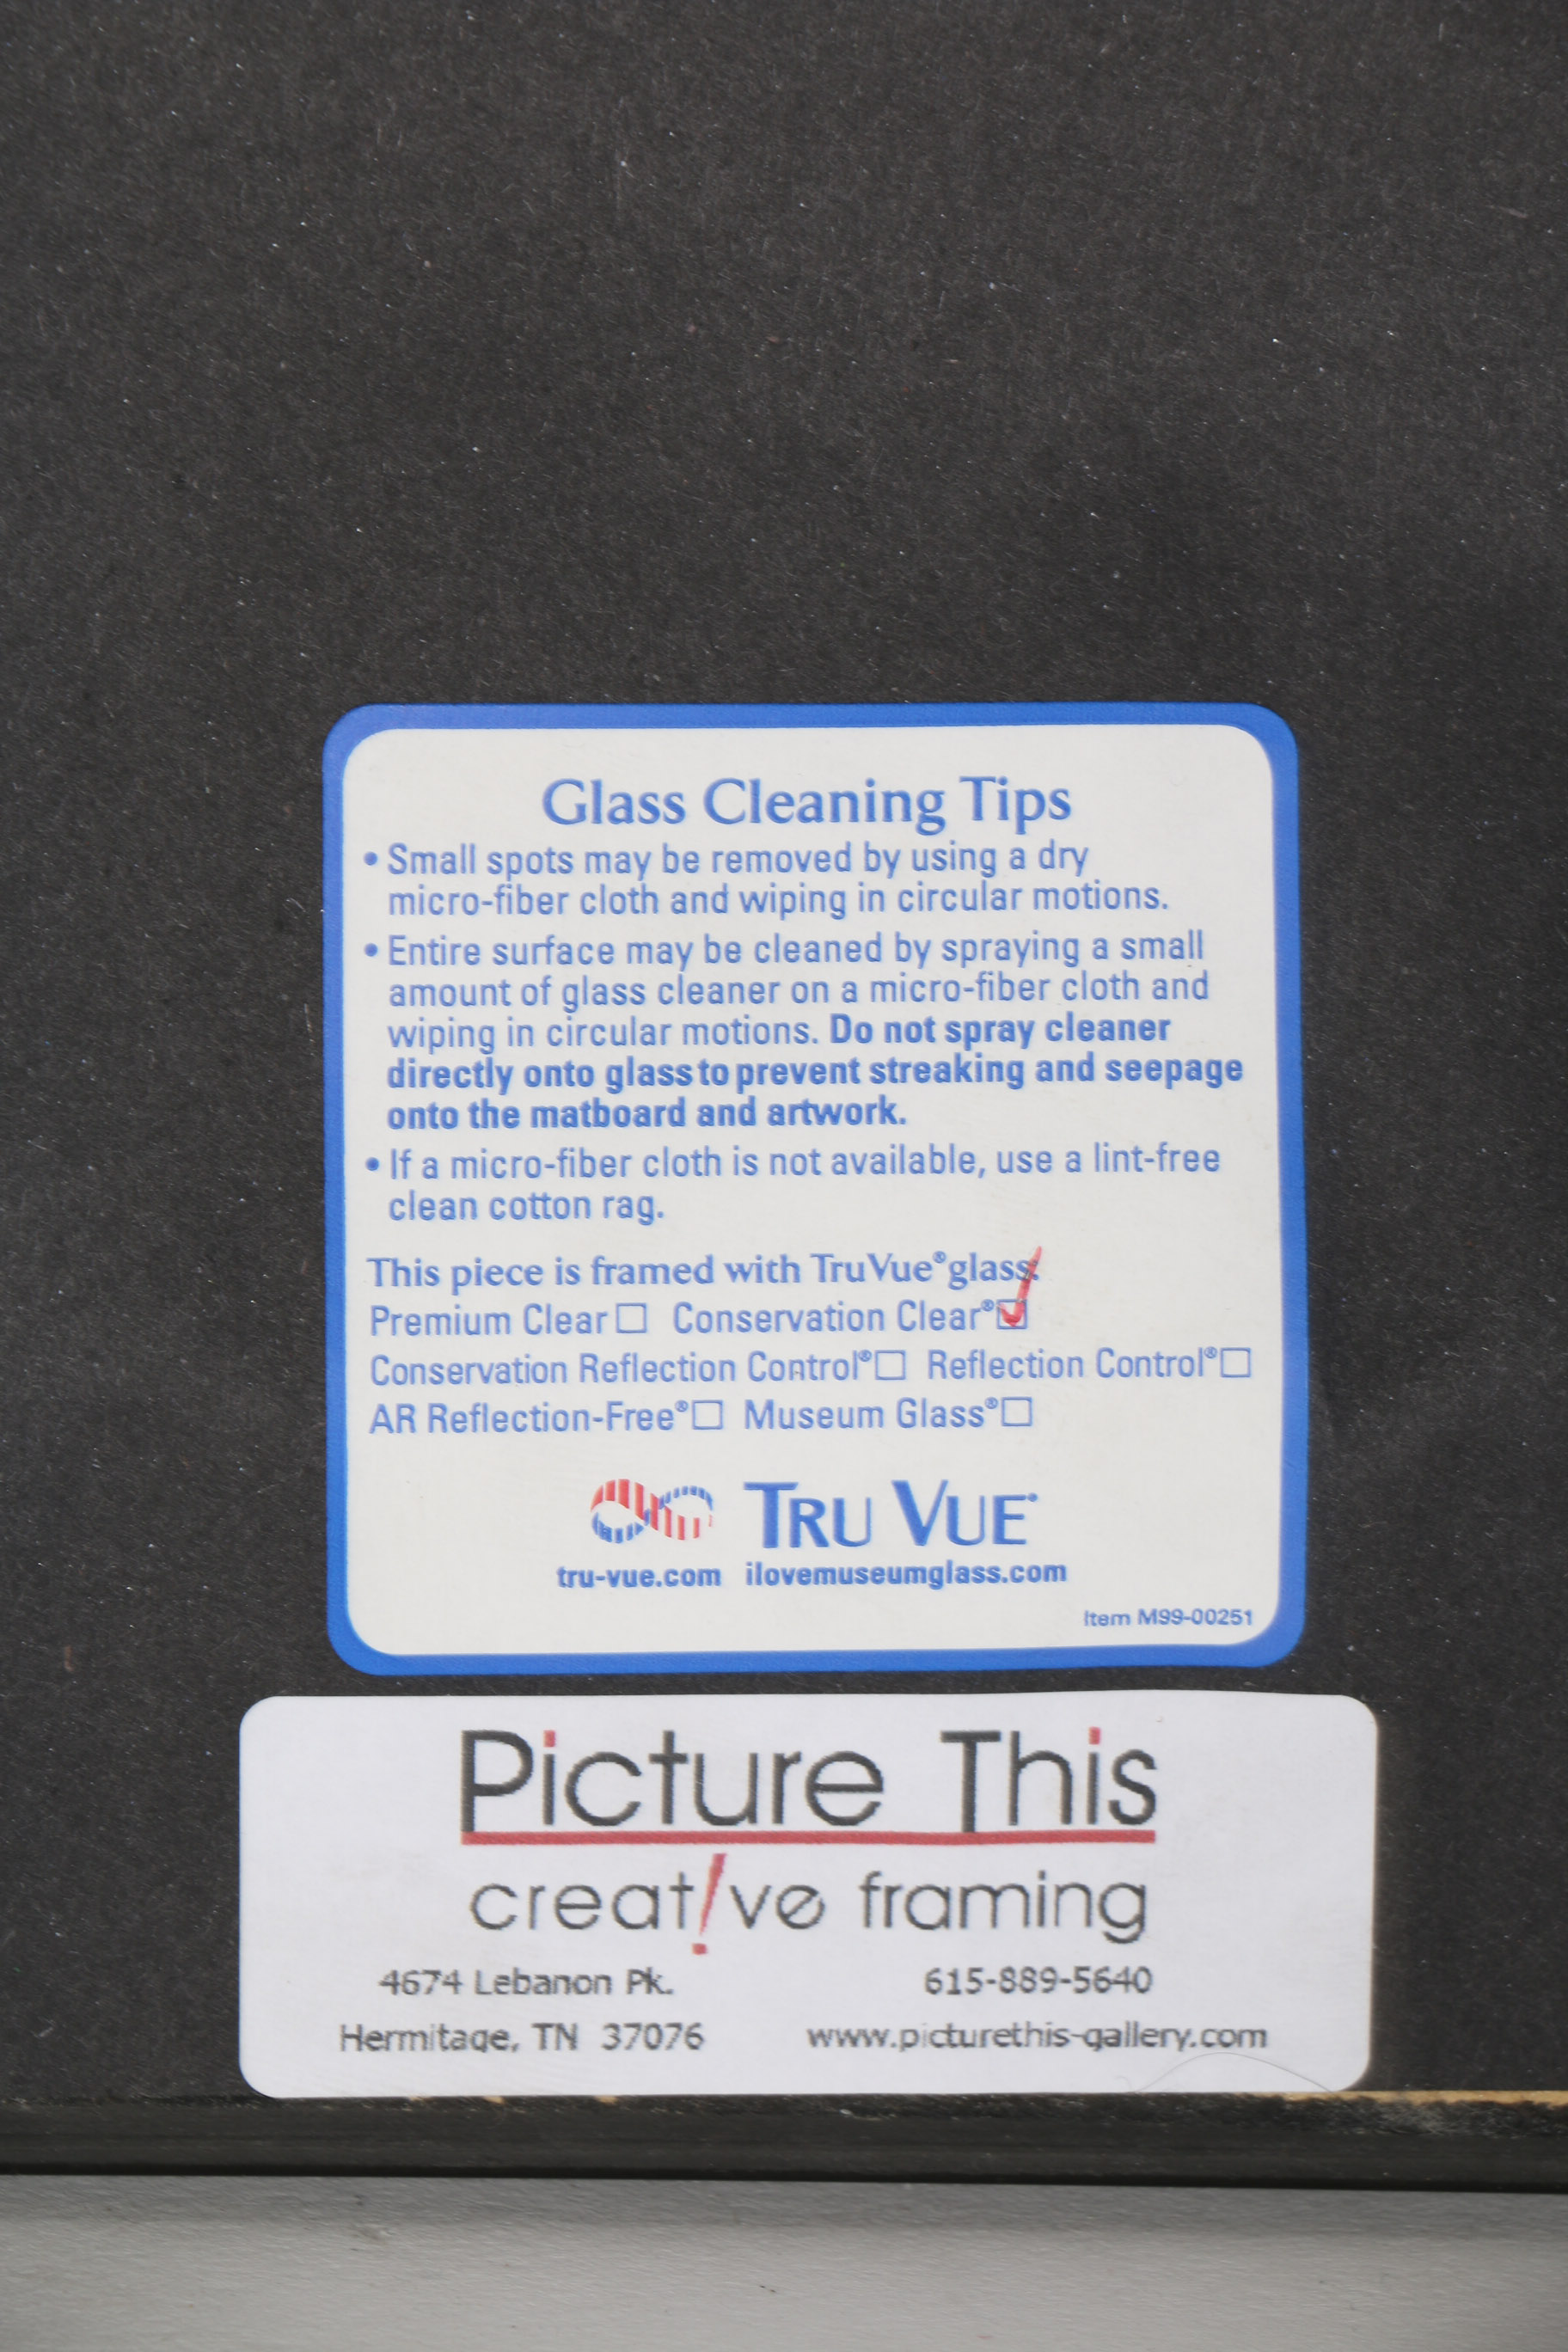 Glass Cleaning Tips
• Small spots may be removed by using a dry
micro-fiber cloth and wiping in circular motions.
• Entire surface may be cleaned by spraying a small
amount of glass cleaner on a micro-fiber cloth and
wiping in circular motions. Do not spray cleaner
directly onto glass to prevent streaking and seepage
onto the matboard and artwork.
• If a micro-fiber cloth is not available, use a lint-free
clean cotton rag.
This piece is framed with Tru Vue® glass:
Premium Clear ☐ Conservation Clear® ☑
Conservation Reflection Control® ☐ Reflection Control® ☐
AR Reflection-Free® ☐ Museum Glass® ☐
TRU VUE®
tru-vue.com ilovemuseumglass.com
Item M99-00251
Picture This
creat!ve framing
4674 Lebanon Pk. 615-889-5640
Hermitage, TN 37076 www.picturethis-gallery.com